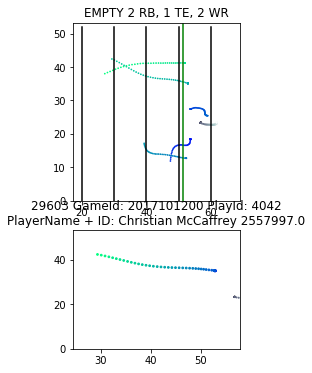 EMPTY 2 RB, 1 TE, 2 WR
50
40
30
20
10
0
20 40 60
29603 GameId: 2017101200 PlayId: 4042
PlayerName + ID: Christian McCaffrey 2557997.0
40
20
0
30 40 50